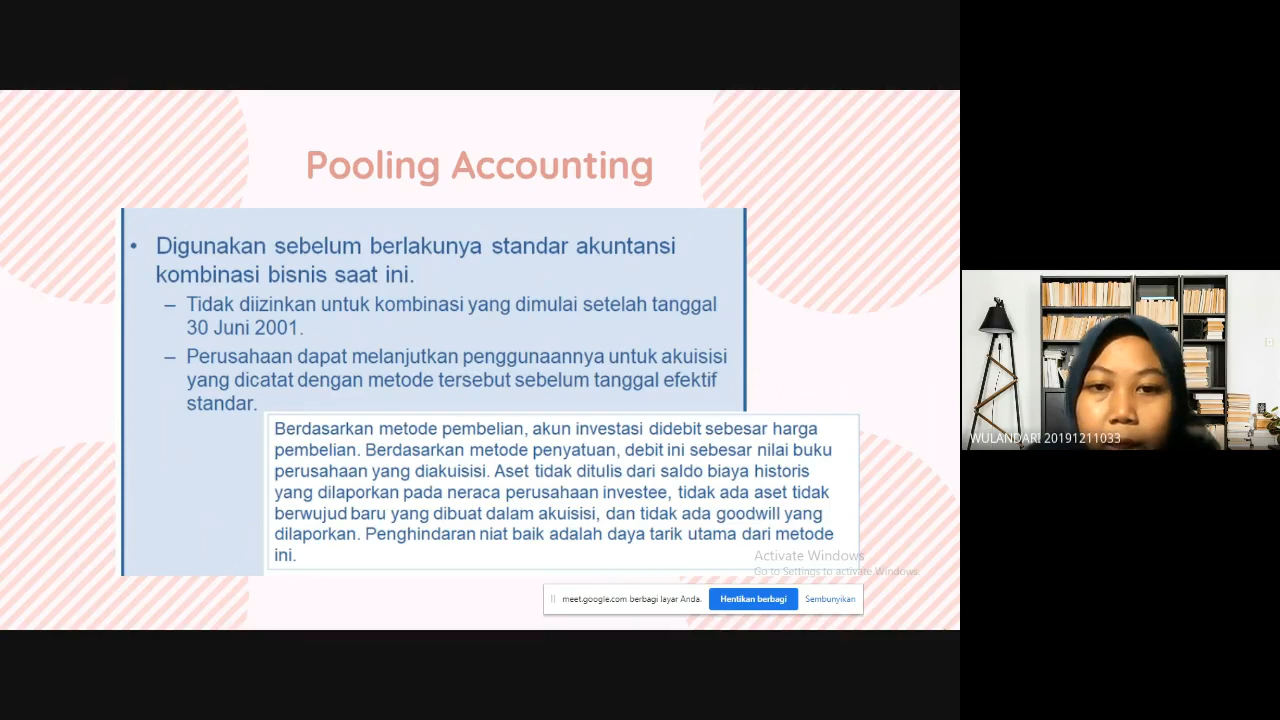 Pooling Accounting
• Digunakan sebelum berlakunya standar akuntansi
kombinasi bisnis saat ini.
– Tidak diizinkan untuk kombinasi yang dimulai setelah tanggal
30 Juni 2001.
– Perusahaan dapat melanjutkan penggunaannya untuk akuisisi
yang dicatat dengan metode tersebut sebelum tanggal efektif
standar.
Berdasarkan metode pembelian, akun investasi didebit sebesar harga
pembelian. Berdasarkan metode penyatuan, debit ini sebesar nilai buku
perusahaan yang diakuisisi. Aset tidak ditulis dari saldo biaya historis
yang dilaporkan pada neraca perusahaan investee, tidak ada aset tidak
berwujud baru yang dibuat dalam akuisisi, dan tidak ada goodwill yang
dilaporkan. Penghindaran niat baik adalah daya tarik utama dari metode
ini.
Activate Windows
Go to Settings to activate Windows.
meet.google.com berbagi layar Anda.
Hentikan berbagi
Sembunyikan
WULANDARI 20191211033